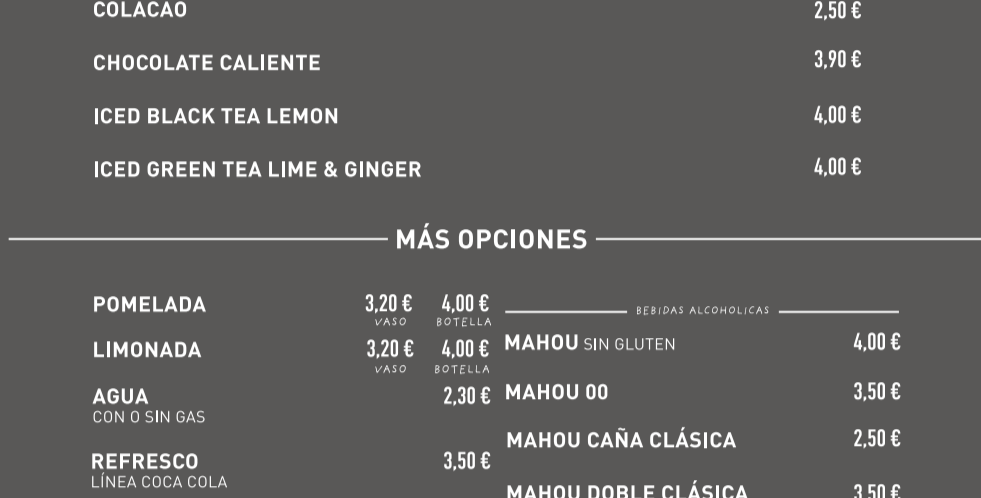 COLACAO 2,50 €
CHOCOLATE CALIENTE 3,90 €
ICED BLACK TEA LEMON 4,00 €
ICED GREEN TEA LIME & GINGER 4,00 €
MÁS OPCIONES
POMELADA 3,20 € 4,00 €
VASO BOTELLA
LIMONADA 3,20 € 4,00 €
VASO BOTELLA
AGUA 2,30 €
CON O SIN GAS
REFRESCO 3,50 €
LÍNEA COCA COLA
BEBIDAS ALCOHOLICAS
MAHOU SIN GLUTEN 4,00 €
MAHOU 00 3,50 €
MAHOU CAÑA CLÁSICA 2,50 €
MAHOU DOBLE CLÁSICA 3,50 €